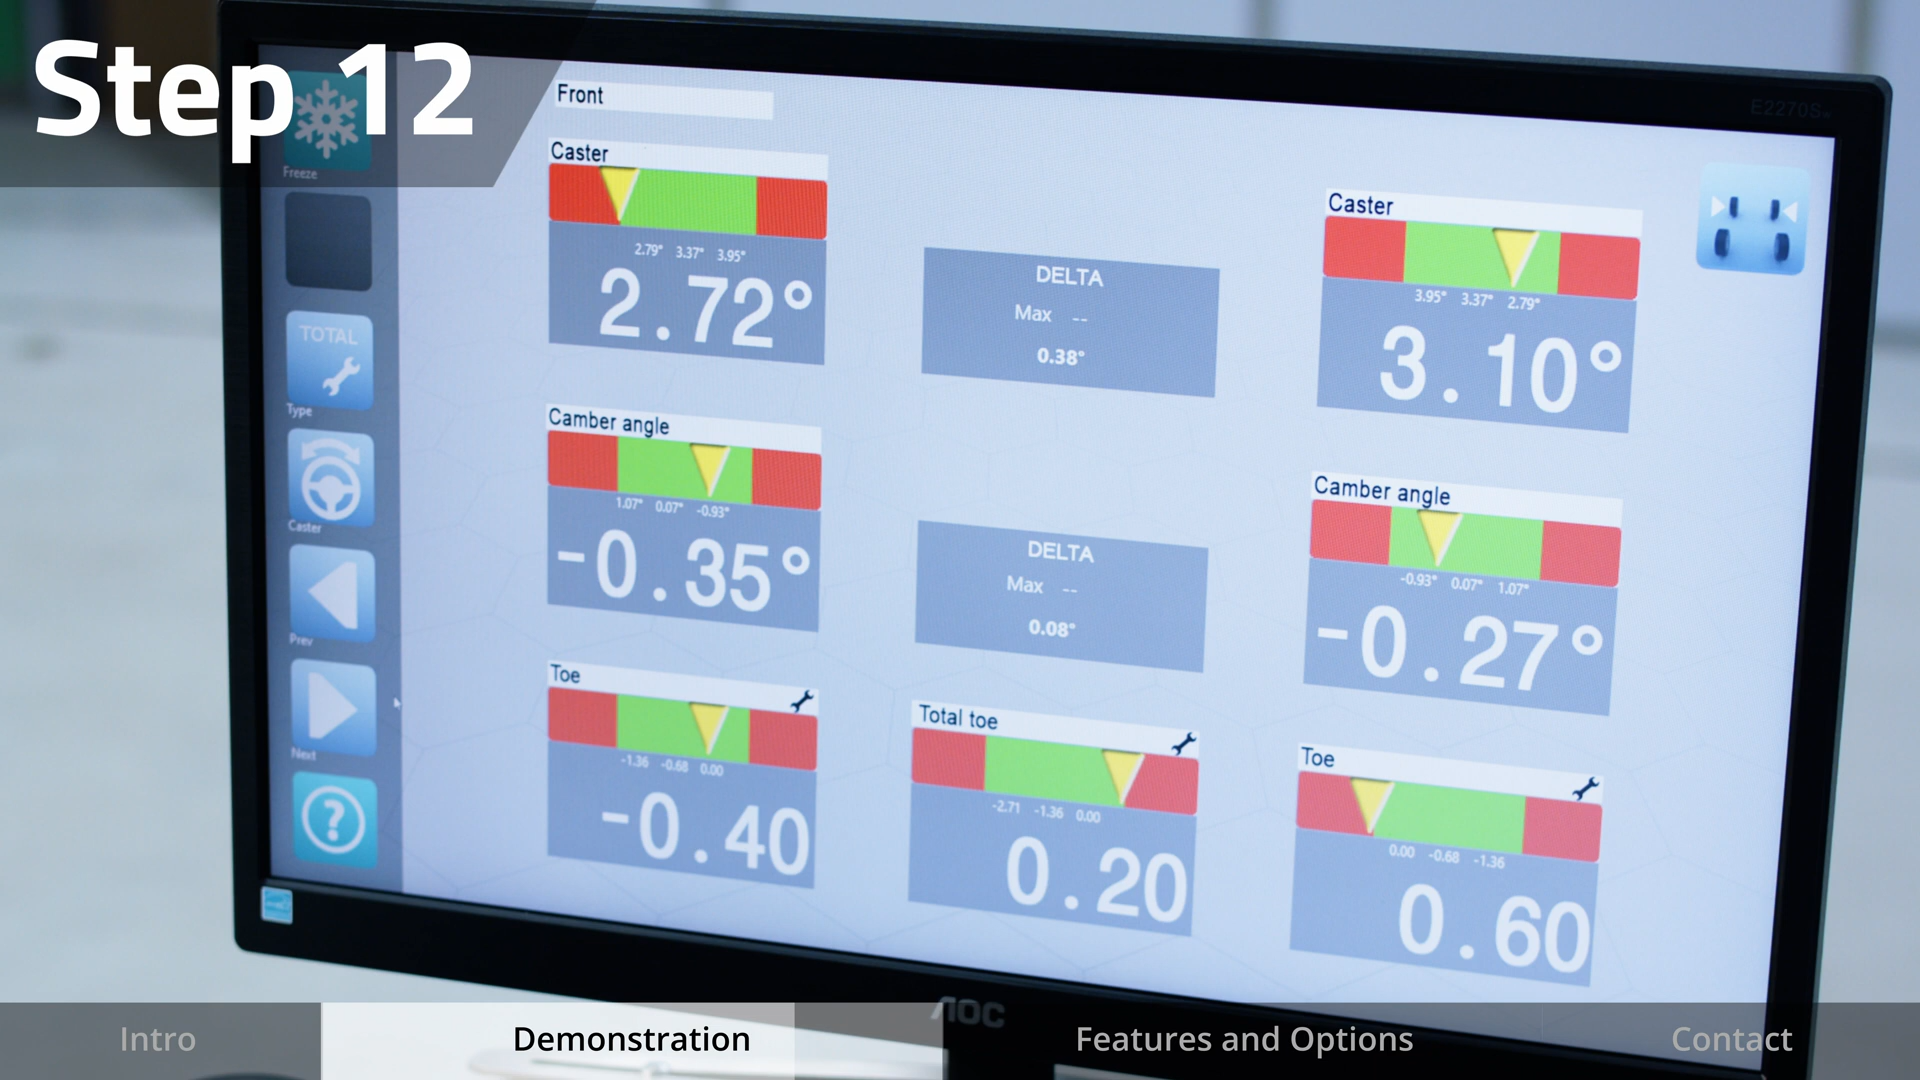 Step 12
E2270Sw
Freeze
TOTAL
Type
Caster
Prev
Next
?
Front
Caster
2.79° 3.37° 3.95°
2.72°
DELTA
Max --
0.38°
Caster
3.95° 3.37° 2.79°
3.10°
Camber angle
1.07° 0.07° -0.93°
-0.35°
DELTA
Max --
0.08°
Camber angle
-0.93° 0.07° 1.07°
-0.27°
Toe
-1.36 -0.68 0.00
-0.40
Total toe
-2.71 -1.36 0.00
0.20
Toe
0.00 -0.68 -1.36
0.60
AOC
Intro
Demonstration
Features and Options
Contact